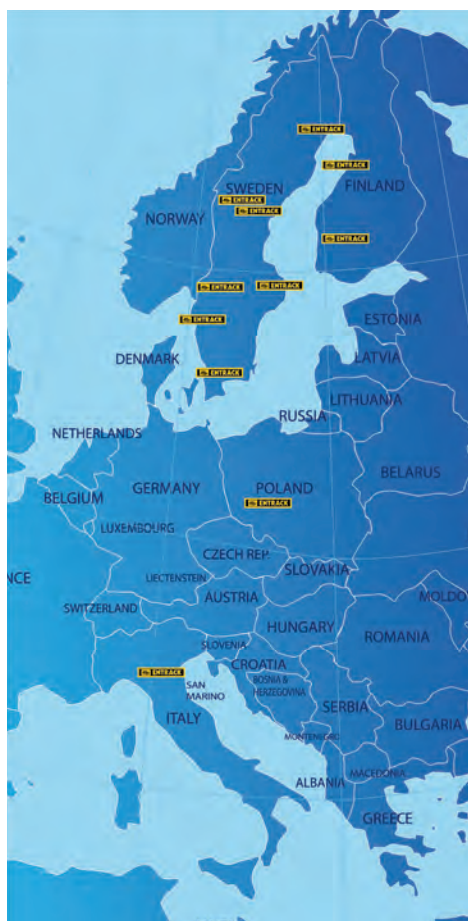 ENTRACK
ENTRACK
SWEDEN
FINLAND
ENTRACK
ENTRACK
NORWAY
ENTRACK
ENTRACK
ENTRACK
ENTRACK
ESTONIA
DENMARK
LATVIA
ENTRACK
LITHUANIA
RUSSIA
NETHERLANDS
BELARUS
GERMANY
POLAND
BELGIUM
ENTRACK
LUXEMBOURG
CZECH REP.
SLOVAKIA
NCE
LIECTENSTEIN
AUSTRIA
MOLDO
SWITZERLAND
HUNGARY
ROMANIA
SLOVENIA
CROATIA
ENTRACK
BOSNIA &
HERZEGOVINA
SAN
MARINO
SERBIA
ITALY
BULGARIA
MONTENEGRO
MACEDONIA
ALBANIA
GREECE